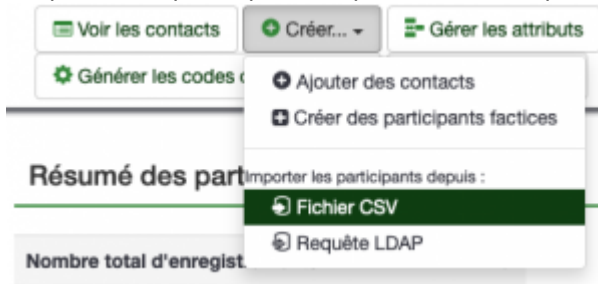 Voir les contacts Créer... Gérer les attributs
Générer les codes
Ajouter des contacts
Créer des participants factices
Résumé des part
Importer les participants depuis :
Fichier CSV
Requête LDAP
Nombre total d'enregist